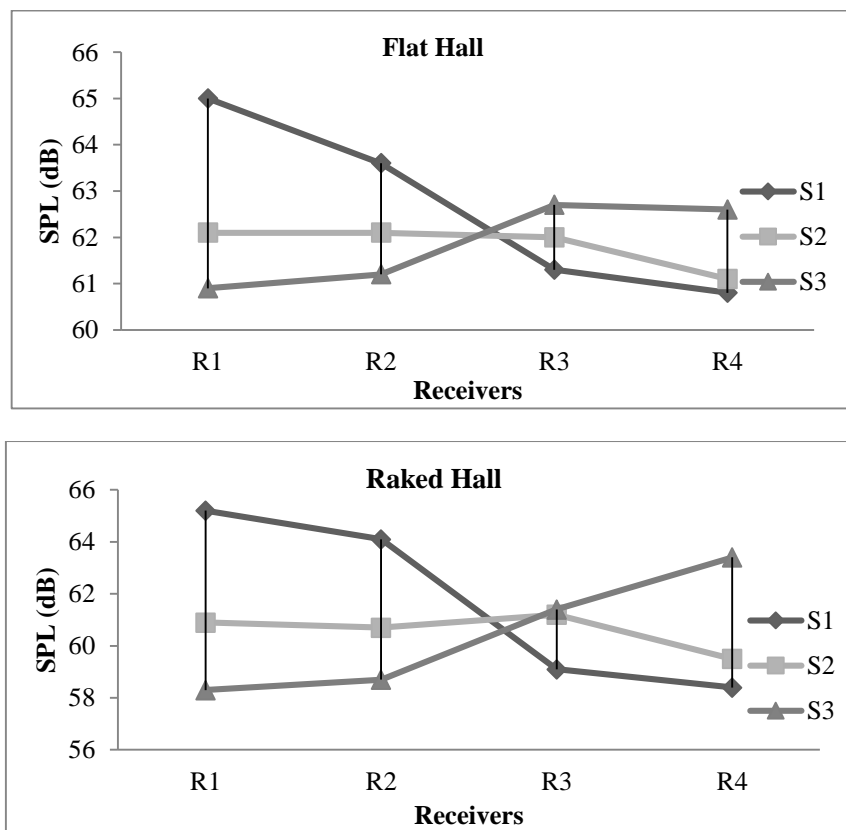 Flat Hall
66
65
64
63
62
61
60
SPL (dB)
S1
S2
S3
R1 R2 R3 R4
Receivers
Raked Hall
66
64
62
60
58
56
SPL (dB)
S1
S2
S3
R1 R2 R3 R4
Receivers